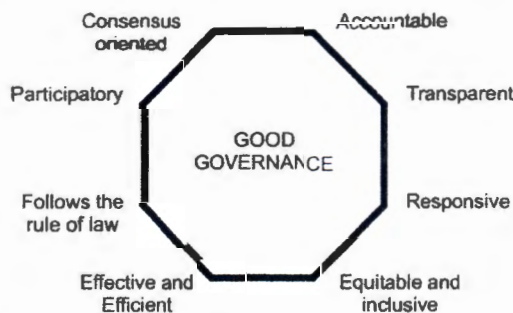 Consensus
oriented
Accountable
Participatory
Transparent
GOOD
GOVERNANCE
Follows the
rule of law
Responsive
Effective and
Efficient
Equitable and
inclusive